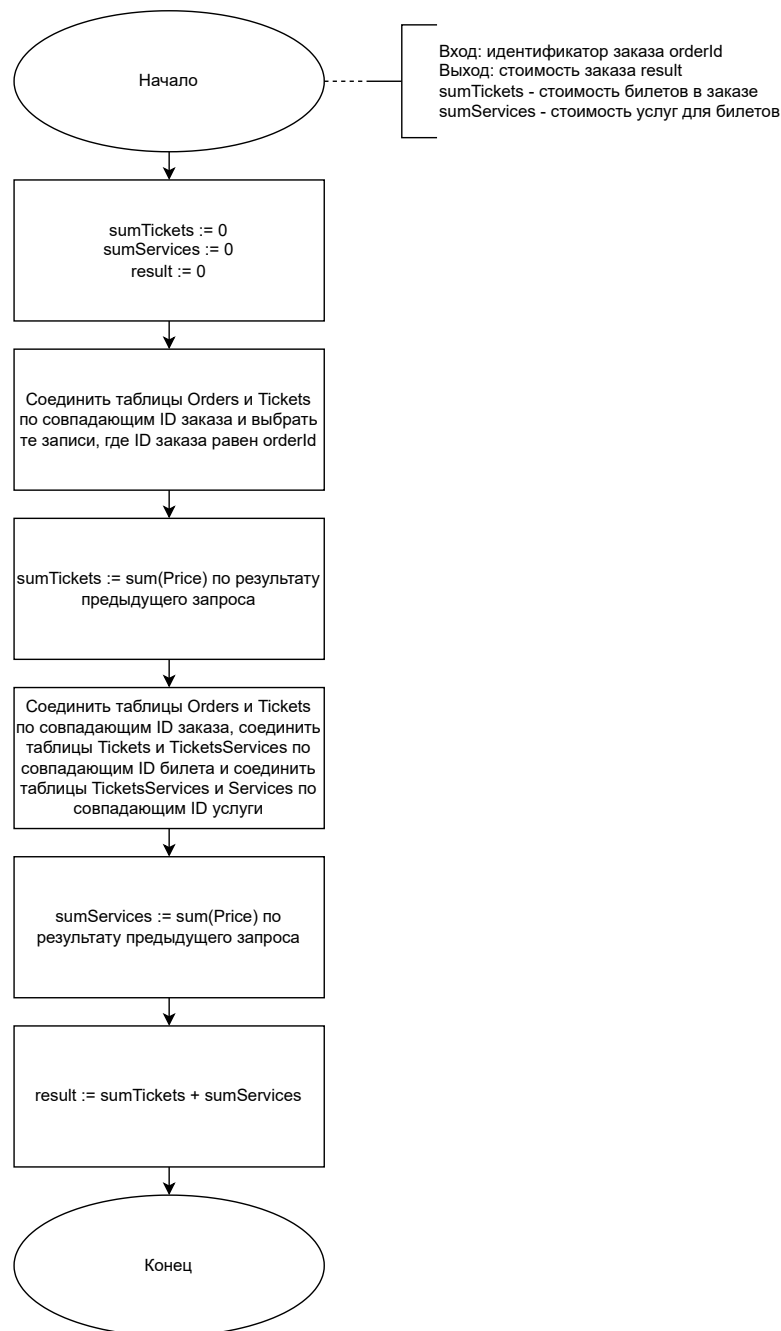 Начало
Вход: идентификатор заказа orderId
Выход: стоимость заказа result
sumTickets - стоимость билетов в заказе
sumServices - стоимость услуг для билетов
sumTickets := 0
sumServices := 0
result := 0
Соединить таблицы Orders и Tickets
по совпадающим ID заказа и выбрать
те записи, где ID заказа равен orderId
sumTickets := sum(Price) по результату
предыдущего запроса
Соединить таблицы Orders и Tickets
по совпадающим ID заказа, соединить
таблицы Tickets и TicketsServices по
совпадающим ID билета и соединить
таблицы TicketsServices и Services по
совпадающим ID услуги
sumServices := sum(Price) по
результату предыдущего запроса
result := sumTickets + sumServices
Конец